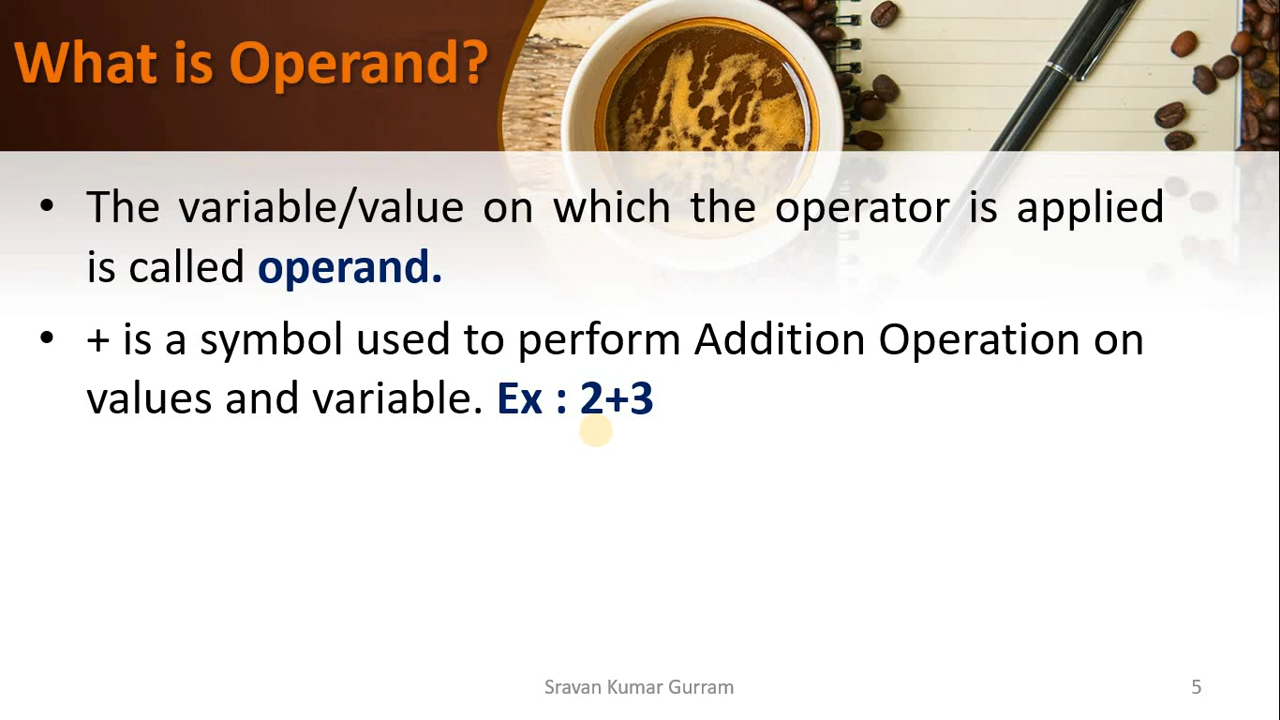 What is Operand?
• The variable/value on which the operator is applied
is called operand.
• + is a symbol used to perform Addition Operation on
values and variable. Ex : 2+3
Sravan Kumar Gurram
5